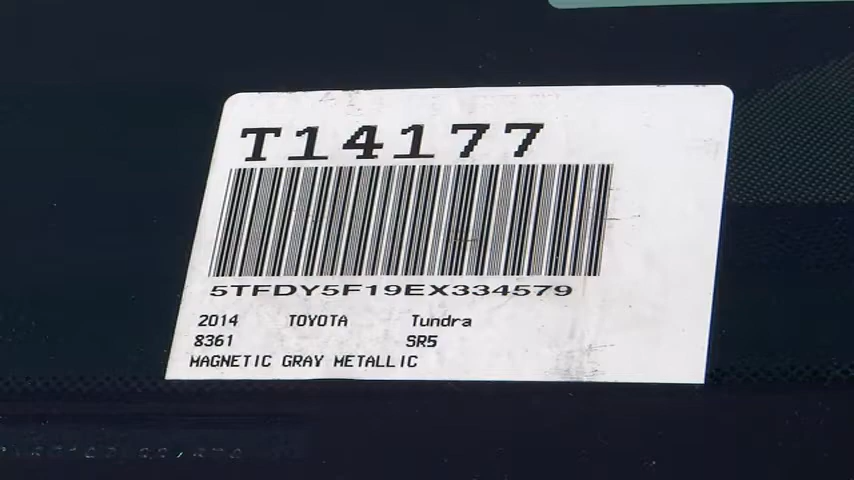 T14177
5TFDY5F19EX334579
2014 TOYOTA Tundra
8361 SR5
MAGNETIC GRAY METALLIC